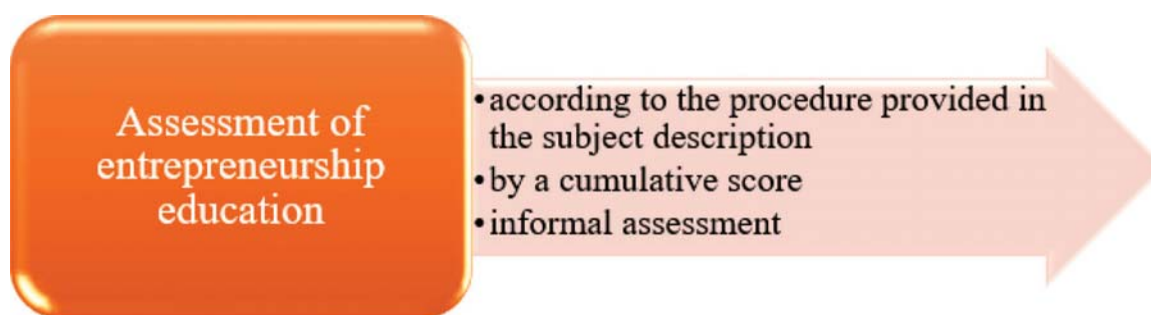 Assessment of
entrepreneurship
education
•according to the procedure provided in
the subject description
•by a cumulative score
•informal assessment